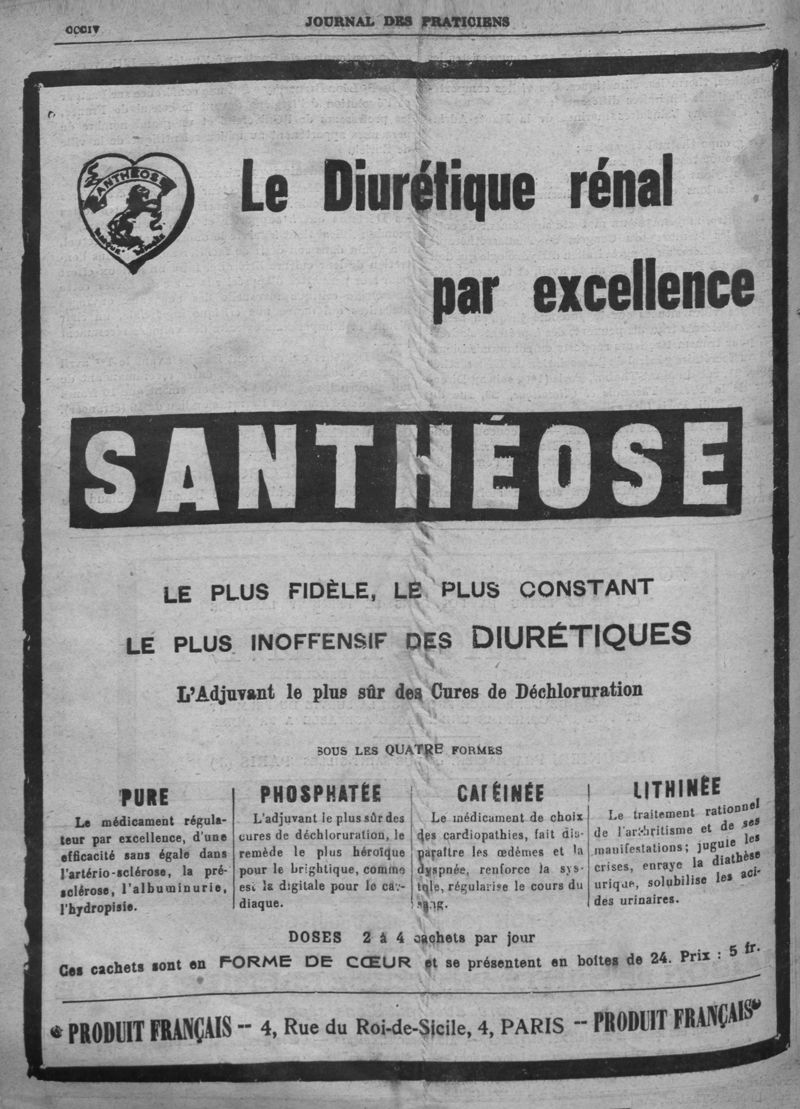 CCCIV
JOURNAL DES PRATICIENS
SANTHÉOSE
Le Diurétique rénal
par excellence
SANTHÉOSE
LE PLUS FIDÈLE, LE PLUS CONSTANT
LE PLUS INOFFENSIF DES DIURÉTIQUES
L'Adjuvant le plus sûr des Cures de Déchloruration
SOUS LES QUATRE FORMES
PURE
Le médicament régula-
teur par excellence, d'une
efficacité sans égale dans
l'artério-sclérose, la pré-
sclérose, l'albuminurie,
l'hydropisie.
PHOSPHATÉE
L'adjuvant le plus sûr des
cures de déchloruration, le
remède le plus héroïque
pour le brightique, comme
est la digitale pour le car-
diaque.
CAFÉINÉE
Le médicament de choix
des cardiopathies, fait dis-
paraître les œdèmes et la
dyspnée, renforce la sys-
tole, régularise le cours du
sang.
LITHINÉE
Le traitement rationnel
de l'arthritisme et de ses
manifestations; jugule les
crises, enraye la diathèse
urique, solubilise les aci-
des urinaires.
DOSES 2 à 4 cachets par jour
Ces cachets sont en FORME DE CŒUR et se présentent en boites de 24. Prix : 5 fr.
PRODUIT FRANÇAIS -- 4, Rue du Roi-de-Sicile, 4, PARIS -- PRODUIT FRANÇAIS